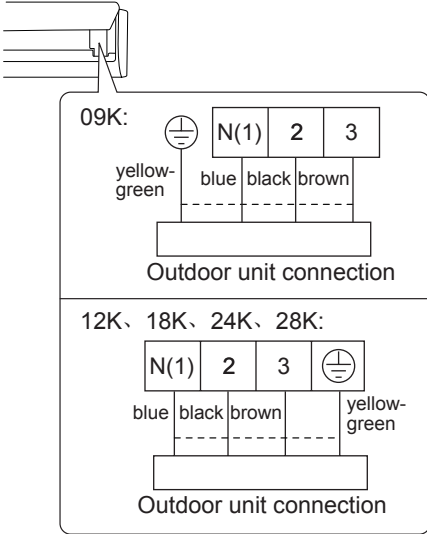 09K:
N(1) 2 3
yellow-
green
blue black brown
Outdoor unit connection
12K、18K、24K、28K:
N(1) 2 3
blue black brown
yellow-
green
Outdoor unit connection